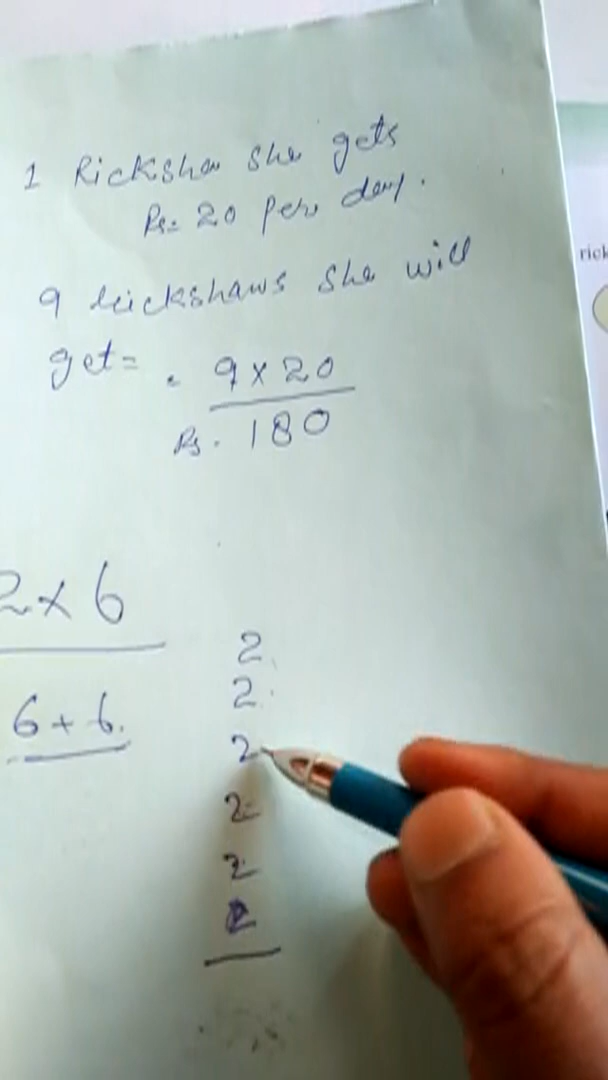 1 Ricksha she gets
Rs= 20 per day.
9 Rickshaws she will
get= . 9 x 20
Rs. 180
2 x 6
6 + 6.
2
2
2
2
2
2
rick